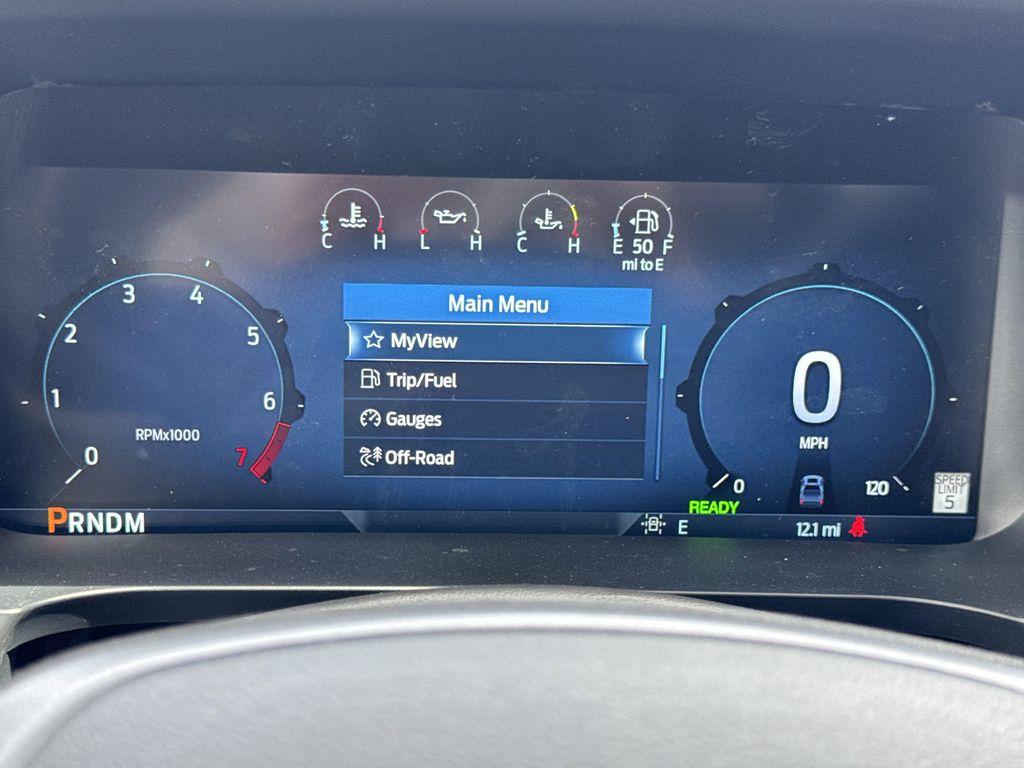 C H
L H
C H
E 50 F
mi to E
0
1
2
3
4
5
6
7
RPMx1000
Main Menu
MyView
Trip/Fuel
Gauges
Off-Road
0
MPH
0
120
SPEED
LIMIT
5
READY
PRNDM
E
12.1 mi